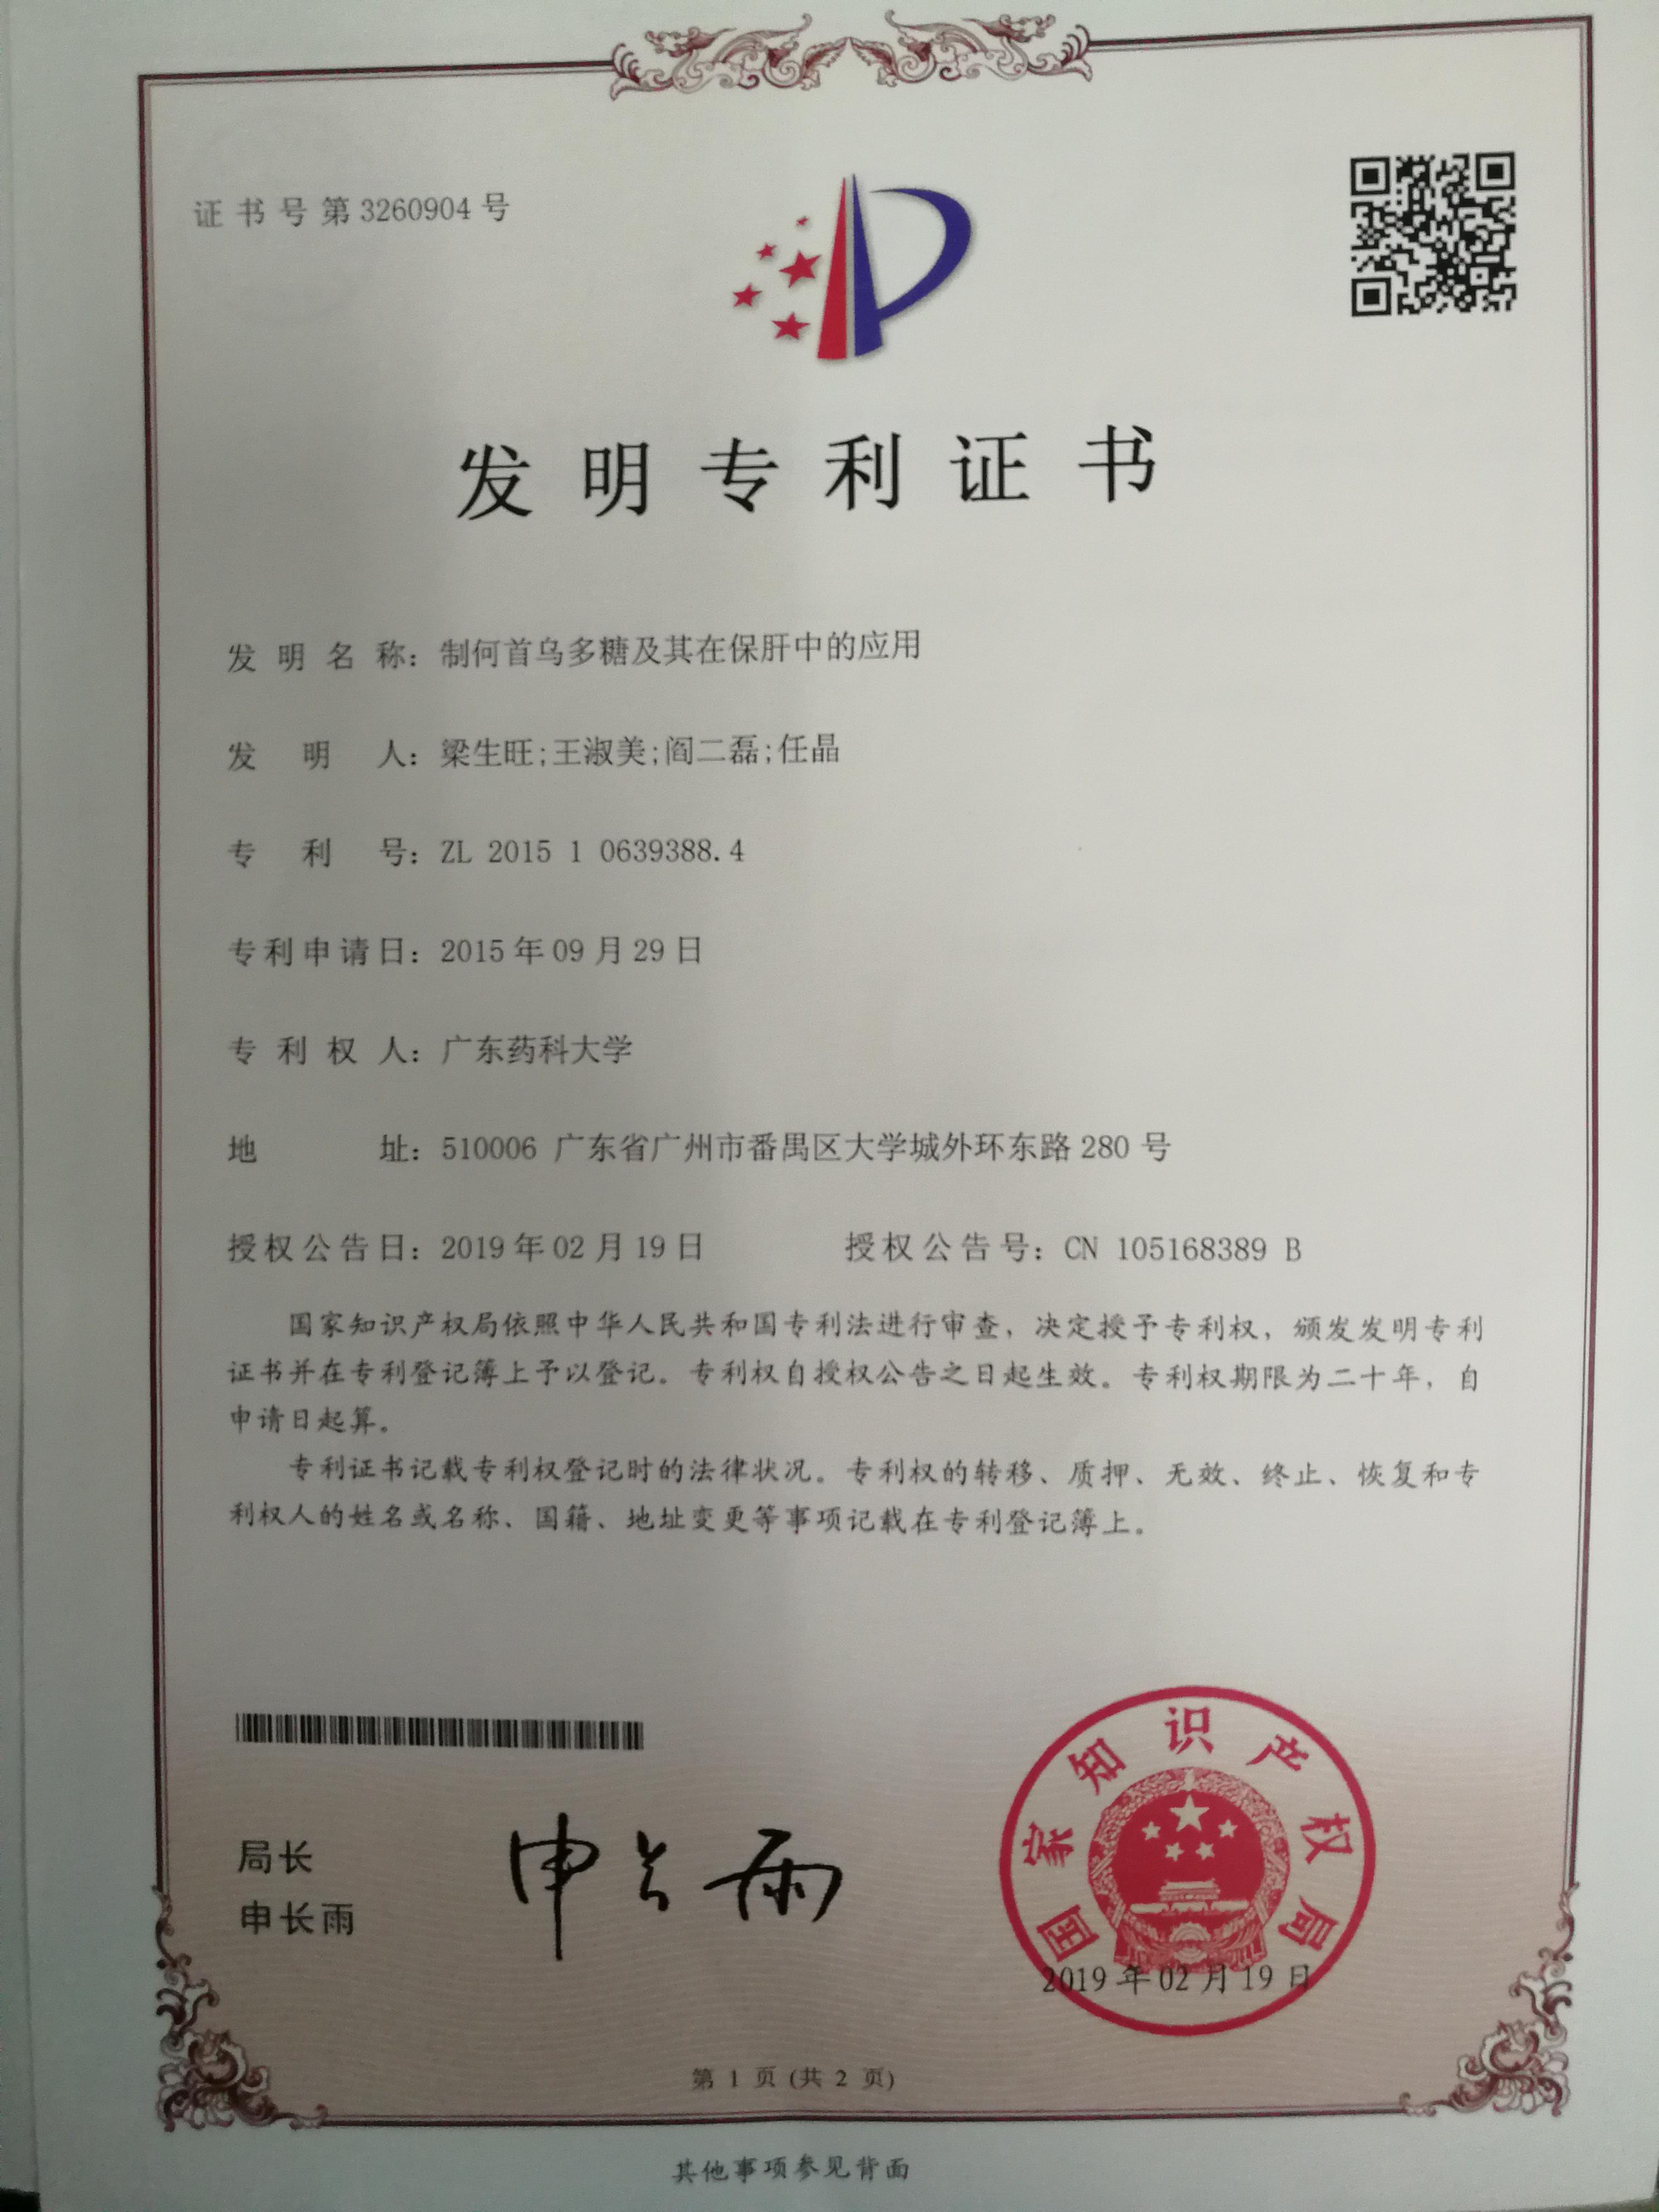 证书号第3260904号
发明专利证书
发明名称：制何首乌多糖及其在保肝中的应用
发明人：梁生旺;王淑美;阎二磊;任晶
专利号：ZL 2015 1 0639388.4
专利申请日：2015年09月29日
专利权人：广东药科大学
地址：510006 广东省广州市番禺区大学城外环东路280号
授权公告日：2019年02月19日 授权公告号：CN 105168389 B
国家知识产权局依照中华人民共和国专利法进行审查，决定授予专利权，颁发发明专利
证书并在专利登记簿上予以登记。专利权自授权公告之日起生效。专利权期限为二十年，自
申请日起算。
专利证书记载专利权登记时的法律状况。专利权的转移、质押、无效、终止、恢复和专
利权人的姓名或名称、国籍、地址变更等事项记载在专利登记簿上。
局长
申长雨
申长雨
国家知识产权局
2019年02月19日
第 1 页 (共 2 页)
其他事项参见背面